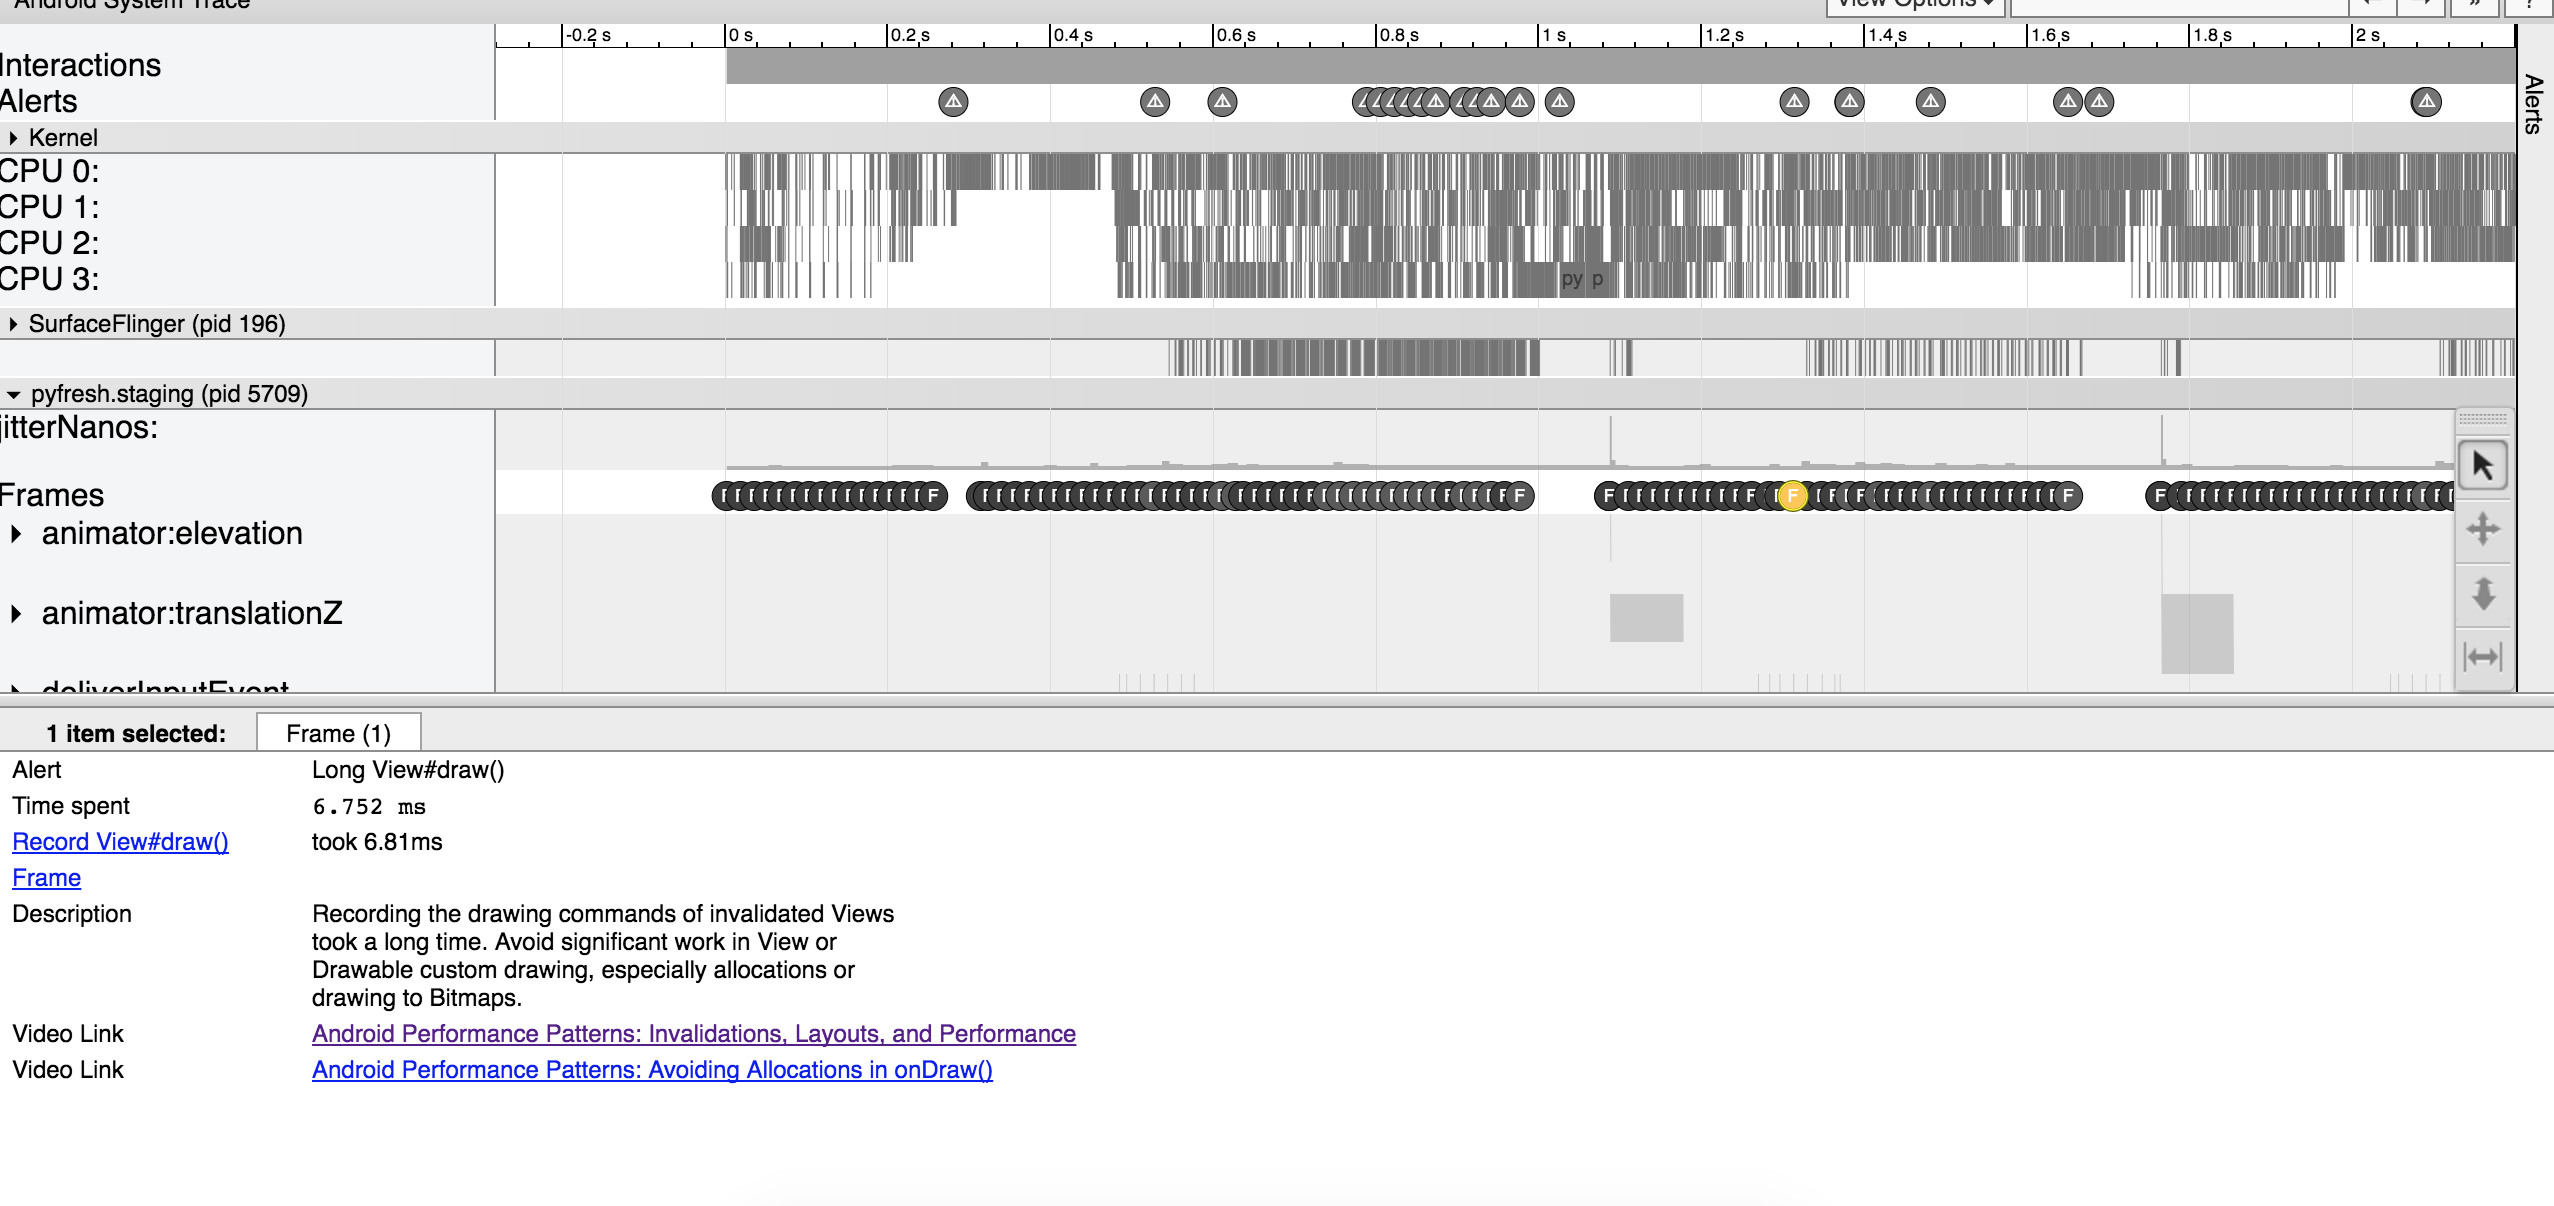 Android System Trace
View Options
← → » ?
-0.2 s 0 s 0.2 s 0.4 s 0.6 s 0.8 s 1 s 1.2 s 1.4 s 1.6 s 1.8 s 2 s
Interactions
Alerts
Alerts
Kernel
CPU 0:
CPU 1:
CPU 2:
CPU 3:
py p
SurfaceFlinger (pid 196)
pyfresh.staging (pid 5709)
jitterNanos:
Frames
F F F F F F
animator:elevation
animator:translationZ
deliverInputEvent
1 item selected: Frame (1)
Alert Long View#draw()
Time spent 6.752 ms
Record View#draw() took 6.81ms
Frame
Description Recording the drawing commands of invalidated Views
took a long time. Avoid significant work in View or
Drawable custom drawing, especially allocations or
drawing to Bitmaps.
Video Link Android Performance Patterns: Invalidations, Layouts, and Performance
Video Link Android Performance Patterns: Avoiding Allocations in onDraw()